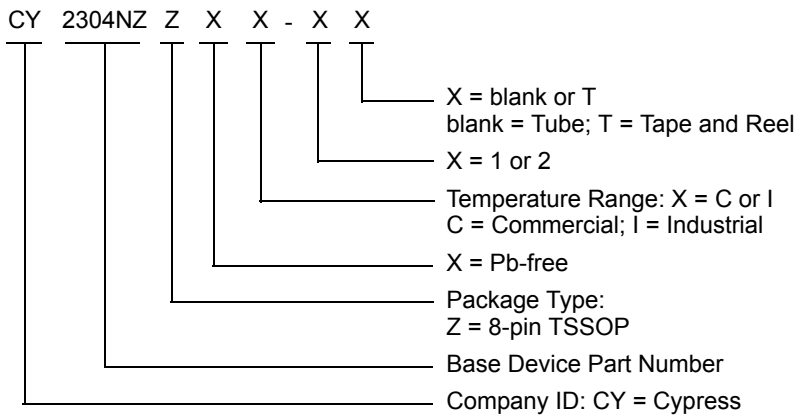 CY 2304NZ Z X X - X X
X = blank or T
blank = Tube; T = Tape and Reel
X = 1 or 2
Temperature Range: X = C or I
C = Commercial; I = Industrial
X = Pb-free
Package Type:
Z = 8-pin TSSOP
Base Device Part Number
Company ID: CY = Cypress